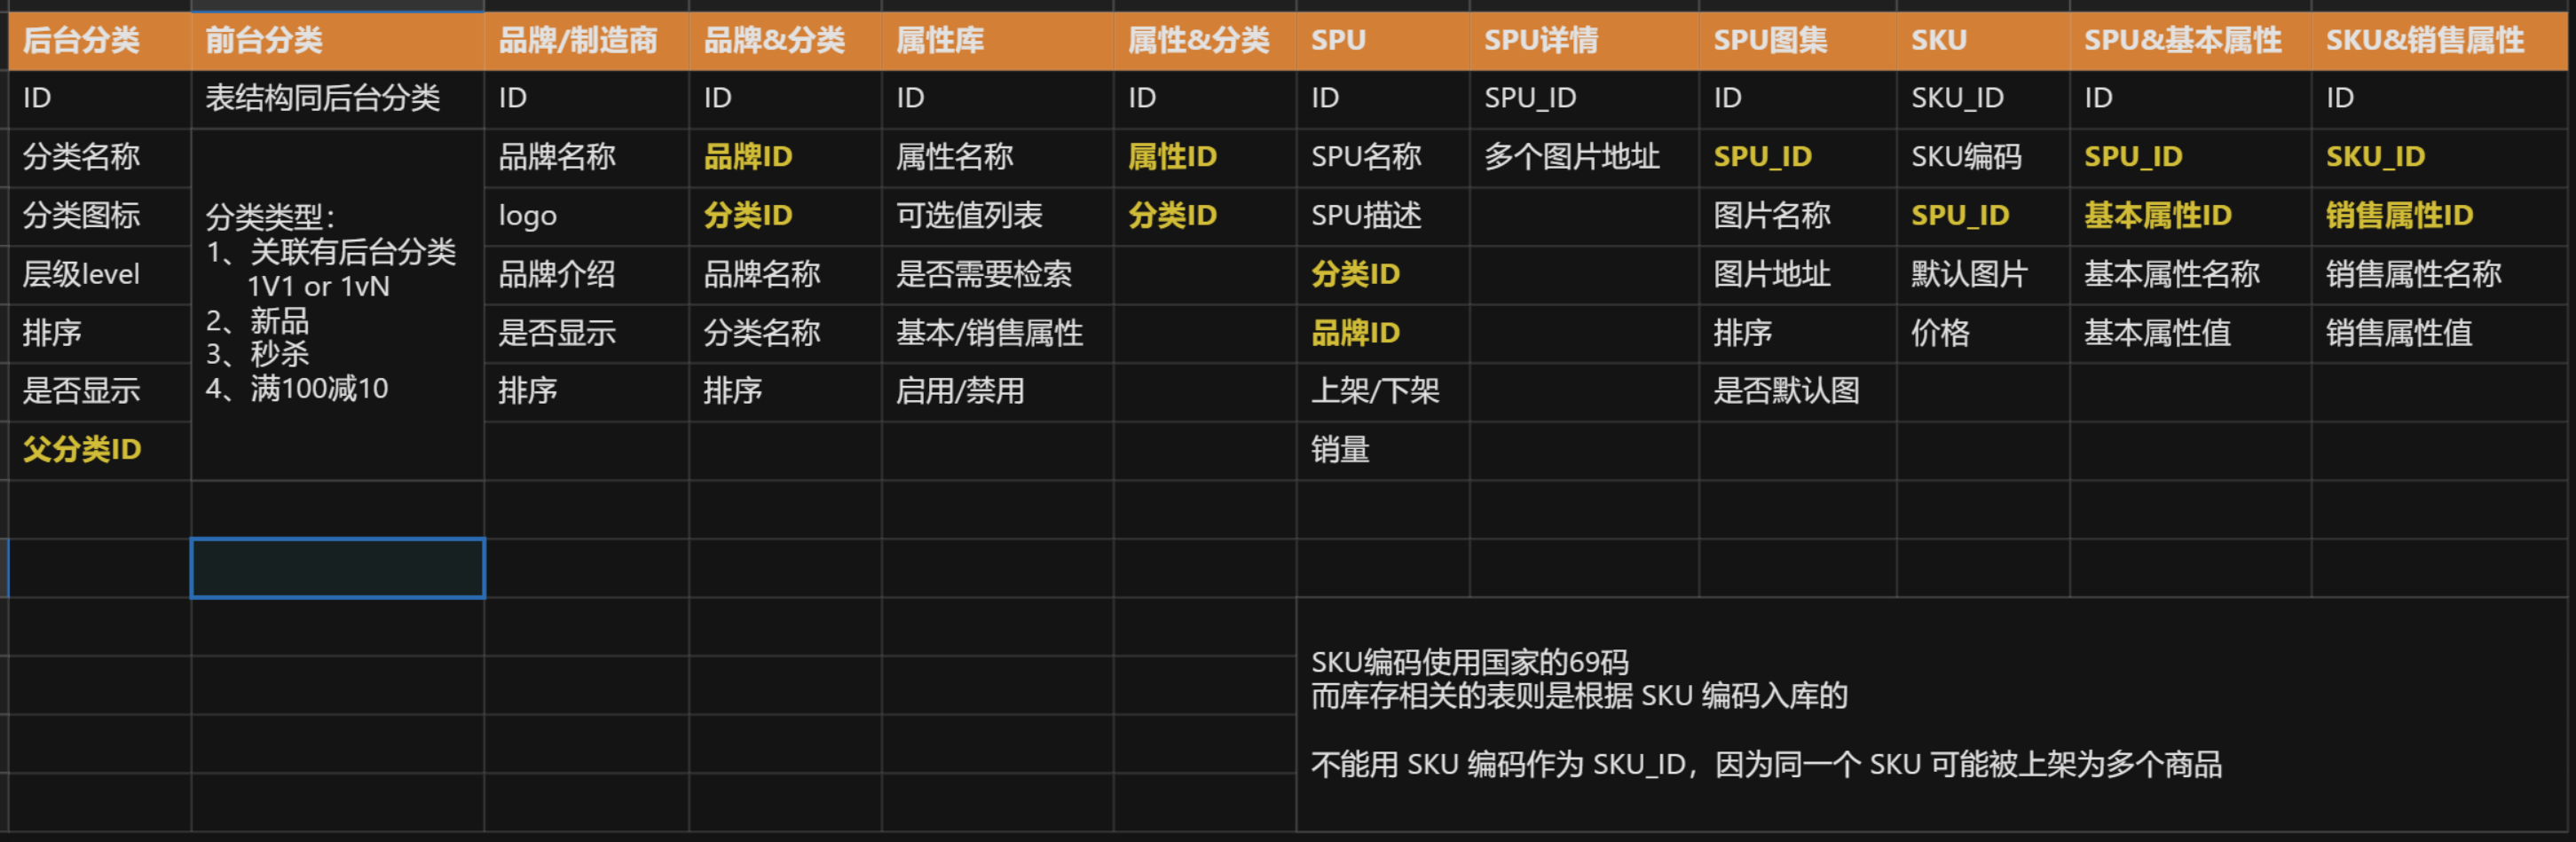 后台分类 前台分类 品牌/制造商 品牌&分类 属性库 属性&分类 SPU SPU详情 SPU图集 SKU SPU&基本属性 SKU&销售属性
ID 表结构同后台分类 ID ID ID ID ID SPU_ID ID SKU_ID ID ID
分类名称 品牌名称 品牌ID 属性名称 属性ID SPU名称 多个图片地址 SPU_ID SKU编码 SPU_ID SKU_ID
分类图标 logo 分类ID 可选值列表 分类ID SPU描述 图片名称 SPU_ID 基本属性ID 销售属性ID
层级level 品牌介绍 品牌名称 是否需要检索 分类ID 图片地址 默认图片 基本属性名称 销售属性名称
排序 是否显示 分类名称 基本/销售属性 品牌ID 排序 价格 基本属性值 销售属性值
是否显示 排序 排序 启用/禁用 上架/下架 是否默认图
父分类ID 销量
分类类型：
1、关联有后台分类
1V1 or 1vN
2、新品
3、秒杀
4、满100减10
SKU编码使用国家的69码
而库存相关的表则是根据 SKU 编码入库的
不能用 SKU 编码作为 SKU_ID，因为同一个 SKU 可能被上架为多个商品